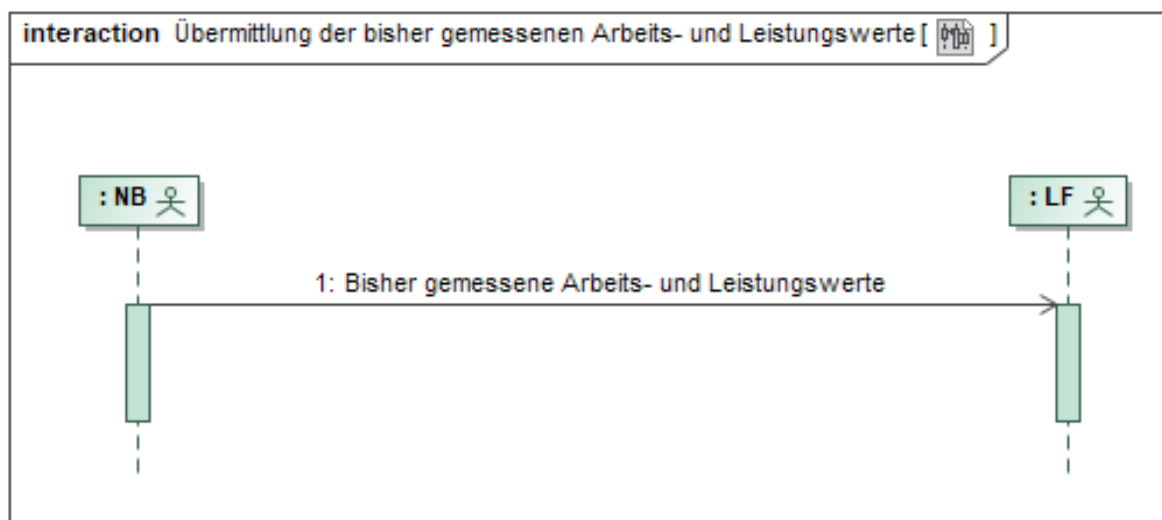 interaction Übermittlung der bisher gemessenen Arbeits- und Leistungswerte [ ]
: NB
: LF
1: Bisher gemessene Arbeits- und Leistungswerte